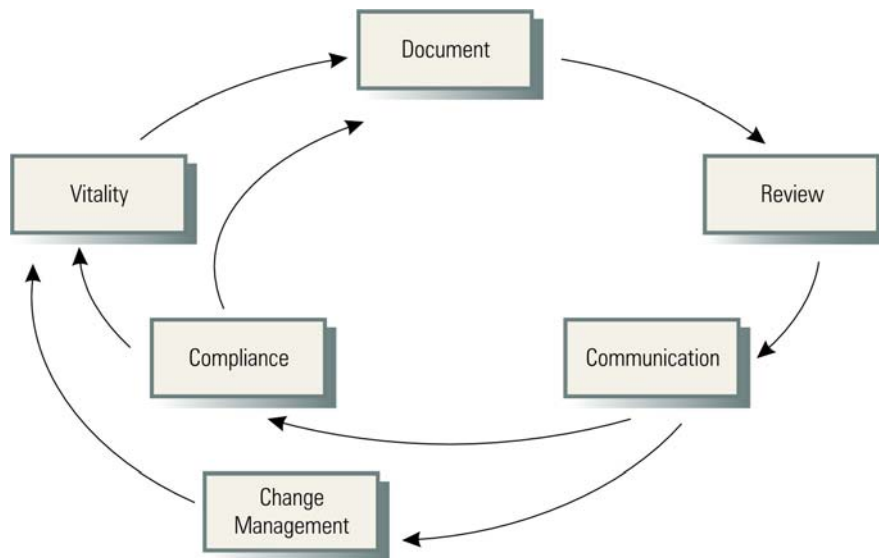 Document
Vitality
Review
Compliance
Communication
Change
Management